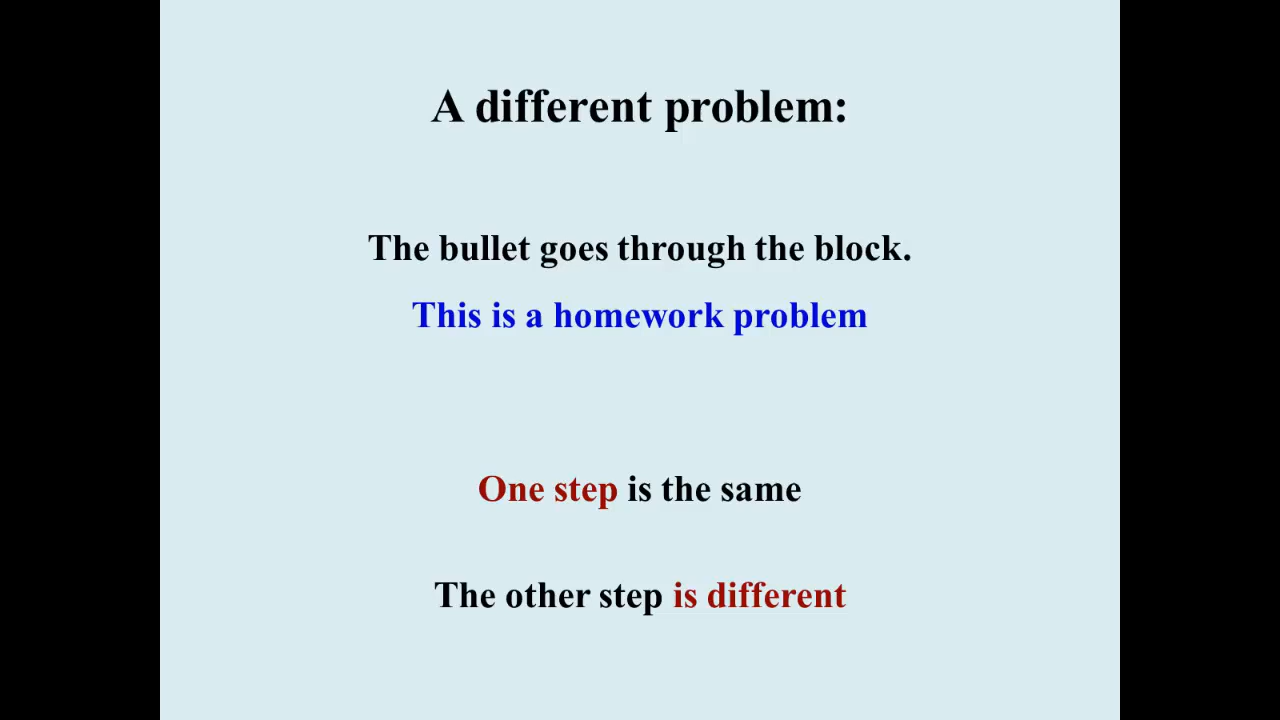 A different problem:
The bullet goes through the block.
This is a homework problem
One step is the same
The other step is different